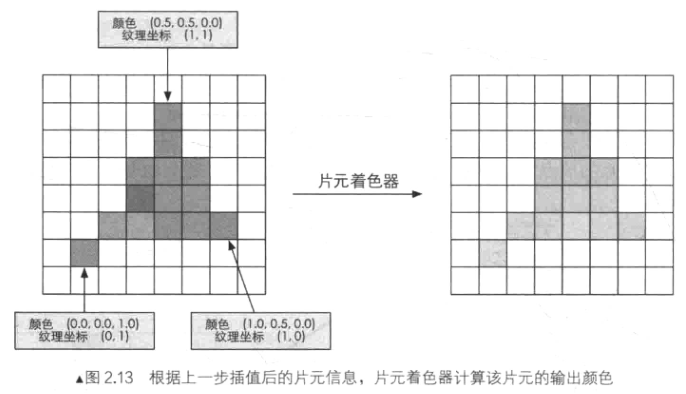 颜色 (0.5, 0.5, 0.0)
纹理坐标 (1, 1)
片元着色器
颜色 (0.0, 0.0, 1.0)
纹理坐标 (0, 1)
颜色 (1.0, 0.5, 0.0)
纹理坐标 (1, 0)
▲图 2.13 根据上一步插值后的片元信息，片元着色器计算该片元的输出颜色